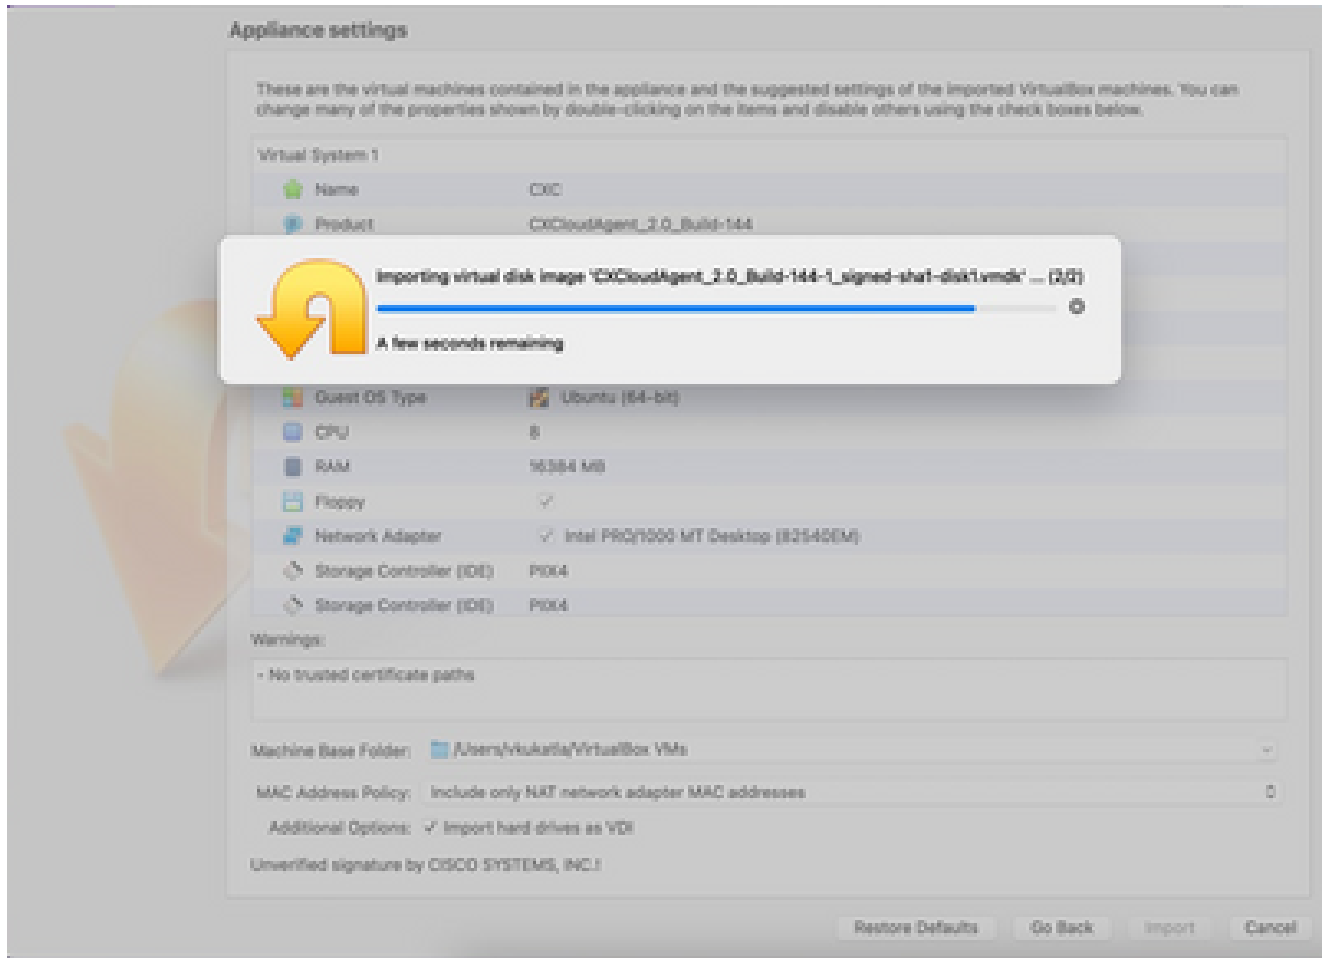 Appliance settings
These are the virtual machines contained in the appliance and the suggested settings of the imported VirtualBox machines. You can
change many of the properties shown by double-clicking on the items and disable others using the check boxes below.
Virtual System 1
Name CXC
Product CXCloudAgent_2.0_Build-144
Importing virtual disk image 'CXCloudAgent_2.0_Build-144-1_signed-sha1-disk1.vmdk' ... (2/2)
A few seconds remaining
Guest OS Type Ubuntu (64-bit)
CPU 8
RAM 16384 MB
Floppy
Network Adapter Intel PRO/1000 MT Desktop (82540EM)
Storage Controller (IDE) PIIX4
Storage Controller (IDE) PIIX4
Warnings:
- No trusted certificate paths
Machine Base Folder: /Users/vkukatla/VirtualBox VMs
MAC Address Policy: Include only NAT network adapter MAC addresses
Additional Options: Import hard drives as VDI
Unverified signature by CISCO SYSTEMS, INC.!
Restore Defaults Go Back Import Cancel